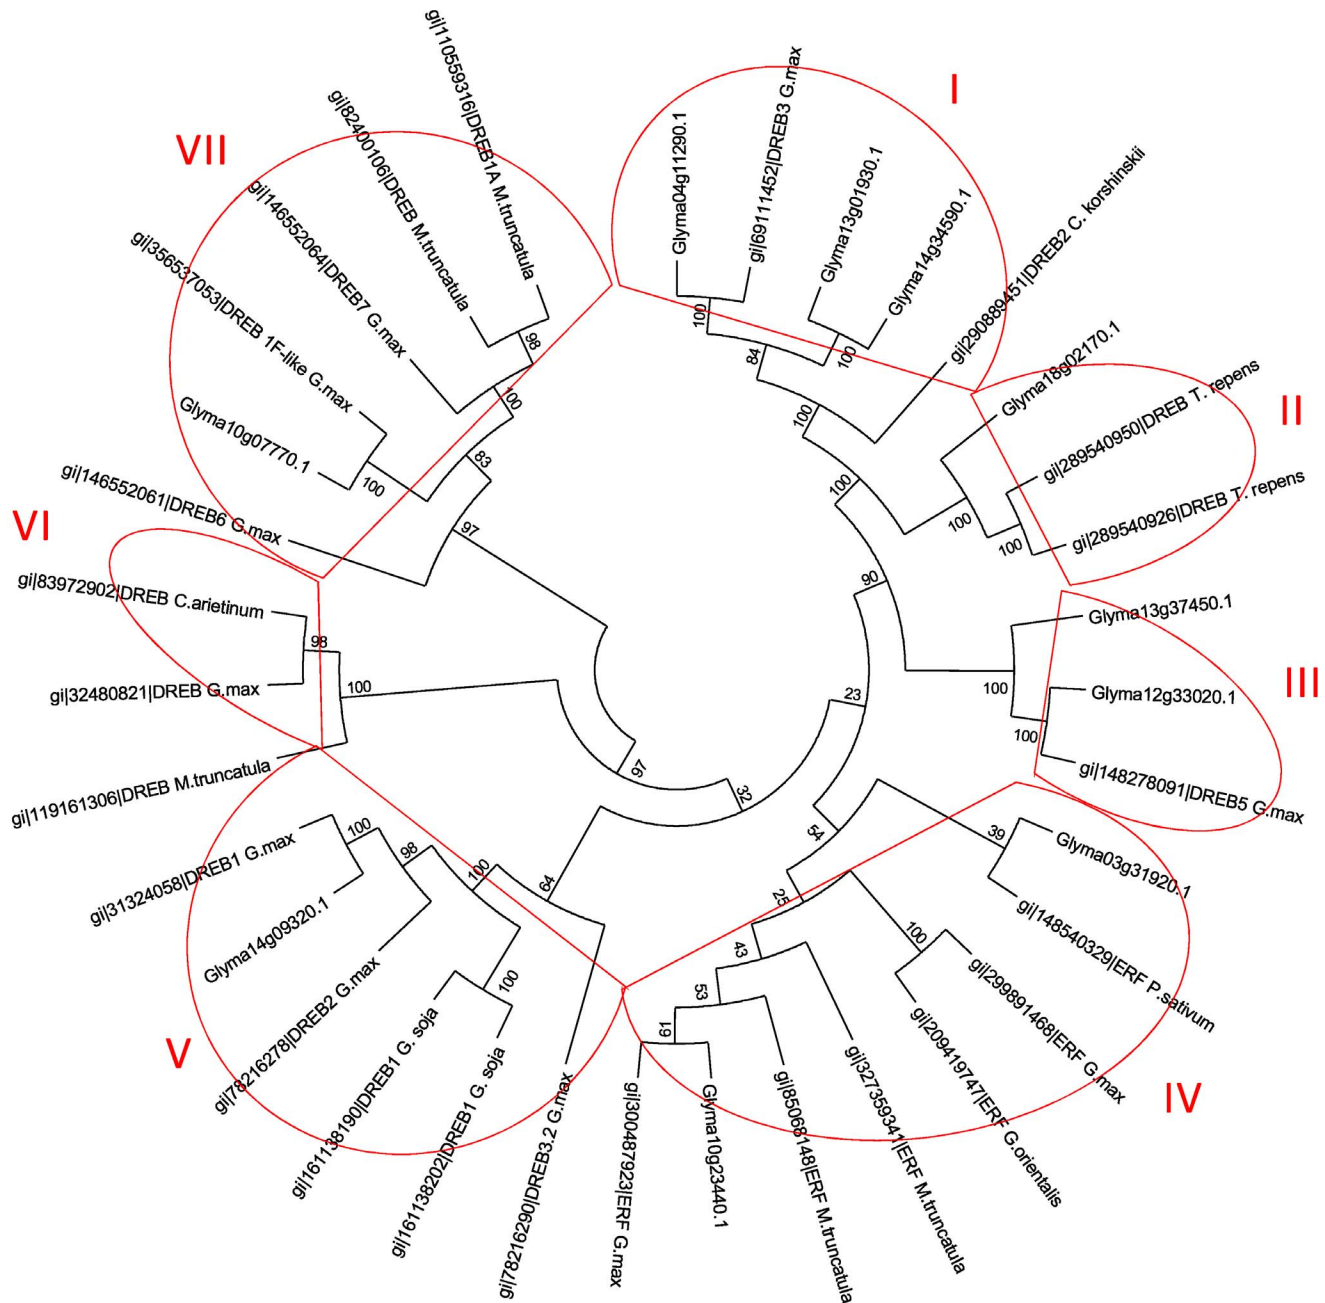 I
Glyma04g11290.1
gi|69111452|DREB3 G.max
Glyma13g01930.1
Glyma14g34590.1
gi|290889451|DREB2 C. korshinskii
II
Glyma18g02170.1
gi|289540950|DREB T. repens
gi|289540926|DREB T. repens
III
Glyma13g37450.1
Glyma12g33020.1
gi|148278091|DREB5 G.max
IV
Glyma03g31920.1
gi|148540329|ERF P.sativum
gi|299891468|ERF G.max
gi|209419747|ERF G.orientalis
gi|327359341|ERF M.truncatula
gi|85068148|ERF M.truncatula
Glyma10g23440.1
gi|300487923|ERF G.max
V
gi|78216290|DREB3.2 G.max
gi|161138202|DREB1 G. soja
gi|161138190|DREB1 G. soja
gi|78216278|DREB2 G.max
Glyma14g09320.1
gi|31324058|DREB1 G.max
VI
gi|119161306|DREB M.truncatula
gi|32480821|DREB G.max
gi|83972902|DREB C.arietinum
VII
gi|146552061|DREB6 G.max
Glyma10g07770.1
gi|356537053|DREB 1F-like G.max
gi|146552064|DREB7 G.max
gi|82400106|DREB M.truncatula
gi|110559316|DREB1A M.truncatula
100
100
84
100
100
100
100
90
100
100
23
54
39
25
100
43
53
61
32
64
100
98
100
100
97
100
98
97
83
100
100
98